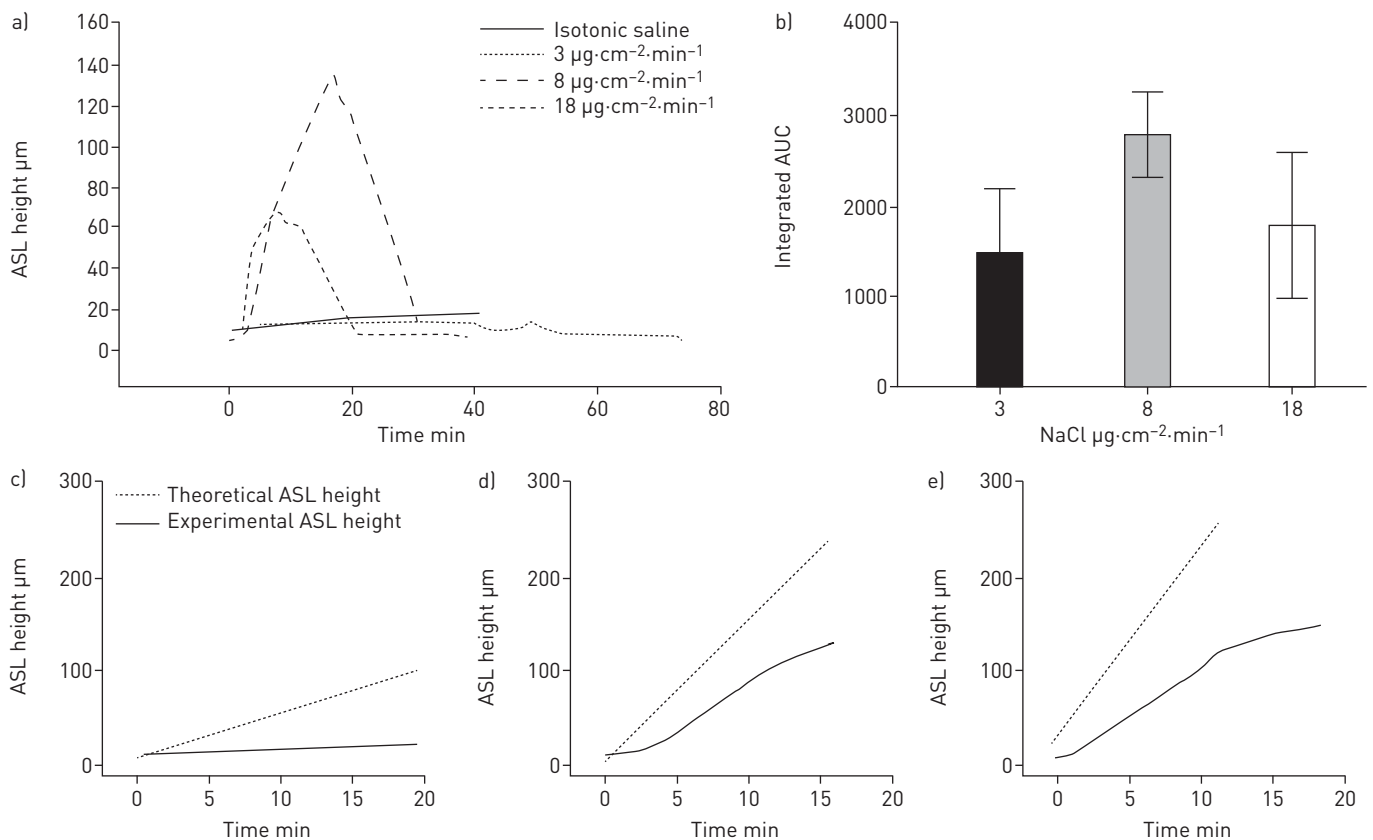 a)
160
140
120
100
80
60
40
20
0
ASL height µm
0 20 40 60 80
Time min
Isotonic saline
3 µg·cm⁻²·min⁻¹
8 µg·cm⁻²·min⁻¹
18 µg·cm⁻²·min⁻¹
b)
4000
3000
2000
1000
0
Integrated AUC
3 8 18
NaCl µg·cm⁻²·min⁻¹
c)
300
200
100
0
ASL height µm
Theoretical ASL height
Experimental ASL height
0 5 10 15 20
Time min
d)
300
200
100
0
ASL height µm
0 5 10 15 20
Time min
e)
300
200
100
0
ASL height µm
0 5 10 15 20
Time min